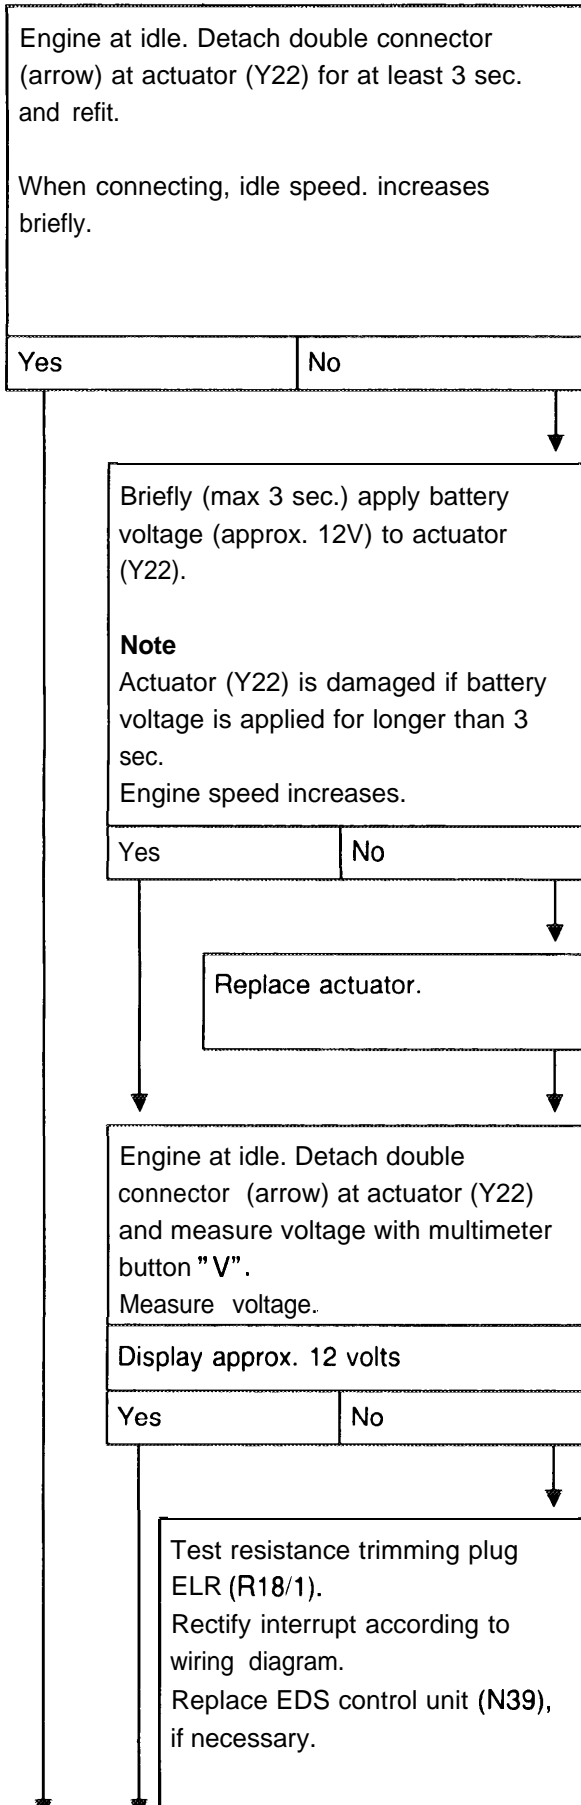 Engine at idle. Detach double connector
(arrow) at actuator (Y22) for at least 3 sec.
and refit.
When connecting, idle speed. increases
briefly.
Yes
No
Briefly (max 3 sec.) apply battery
voltage (approx. 12V) to actuator
(Y22).
Note
Actuator (Y22) is damaged if battery
voltage is applied for longer than 3
sec.
Engine speed increases.
Yes
No
Replace actuator.
Engine at idle. Detach double
connector (arrow) at actuator (Y22)
and measure voltage with multimeter
button "V".
Measure voltage.
Display approx. 12 volts
Yes
No
Test resistance trimming plug
ELR (R18/1).
Rectify interrupt according to
wiring diagram.
Replace EDS control unit (N39),
if necessary.